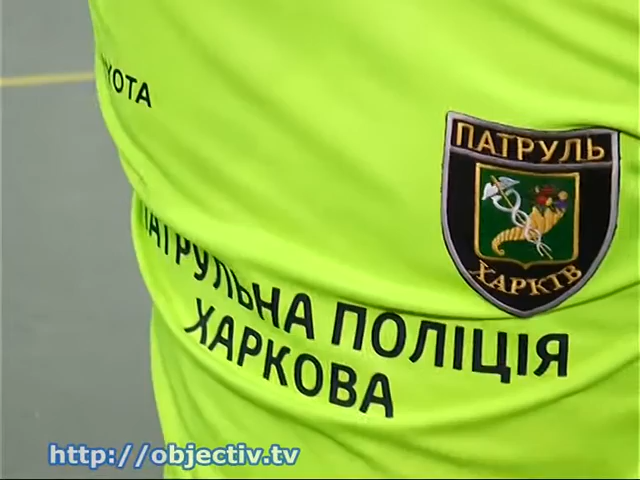 YOTA
ПАТРУЛЬ
ХАРКІВ
ПАТРУЛЬНА ПОЛІЦІЯ
ХАРКОВА
http://objectiv.tv